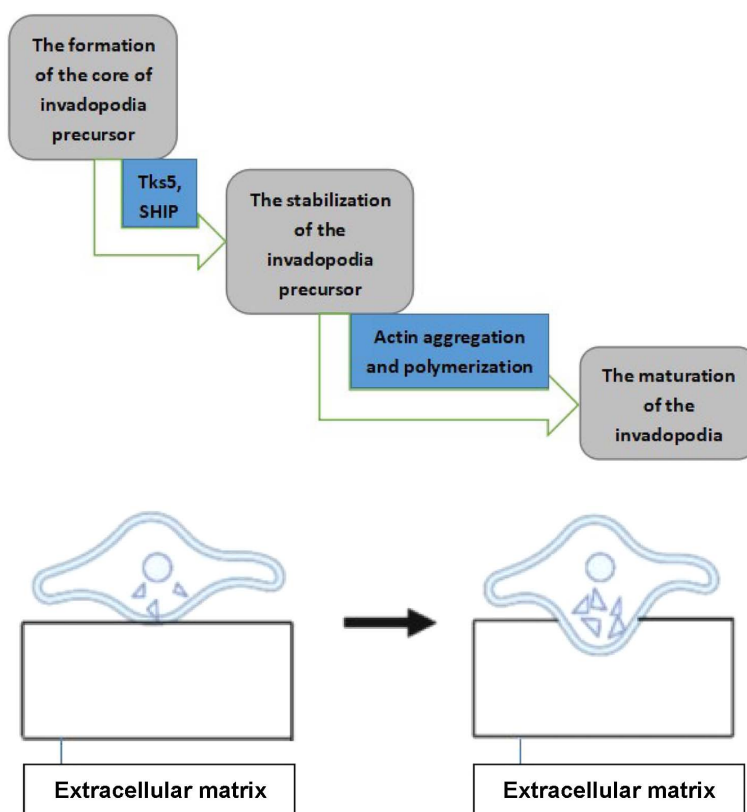 The formation
of the core of
invadopodia
precursor
Tks5,
SHIP
The stabilization
of the
invadopodia
precursor
Actin aggregation
and polymerization
The maturation
of the
invadopodia
Extracellular matrix
Extracellular matrix